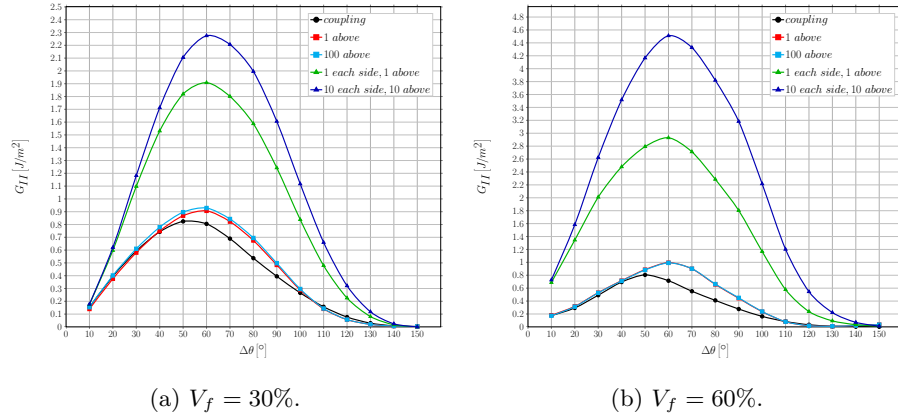 2.5
2.4
2.3
2.2
2.1
2
1.9
1.8
1.7
1.6
1.5
1.4
1.3
1.2
1.1
1
0.9
0.8
0.7
0.6
0.5
0.4
0.3
0.2
0.1
0
G_{II} [J/m^2]
0 10 20 30 40 50 60 70 80 90 100 110 120 130 140 150
Δθ [°]
coupling
1 above
100 above
1 each side, 1 above
10 each side, 10 above
(a) V_f = 30%.
4.8
4.6
4.4
4.2
4
3.8
3.6
3.4
3.2
3
2.8
2.6
2.4
2.2
2
1.8
1.6
1.4
1.2
1
0.8
0.6
0.4
0.2
0
G_{II} [J/m^2]
0 10 20 30 40 50 60 70 80 90 100 110 120 130 140 150
Δθ [°]
coupling
1 above
100 above
1 each side, 1 above
10 each side, 10 above
(b) V_f = 60%.